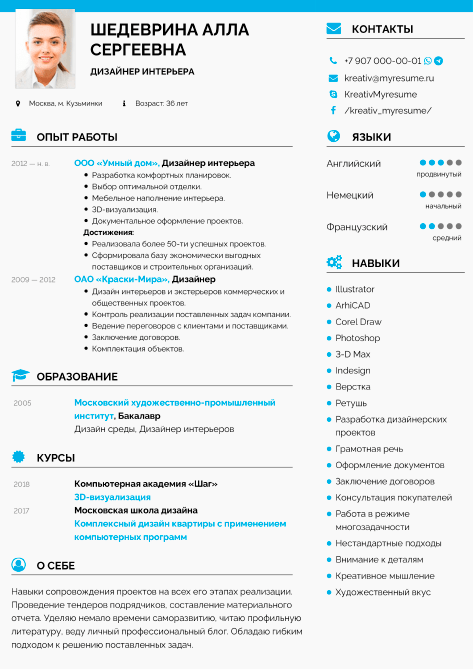 ШЕДЕВРИНА АЛЛА
СЕРГЕЕВНА
ДИЗАЙНЕР ИНТЕРЬЕРА
Москва, м. Кузьминки
Возраст: 36 лет
ОПЫТ РАБОТЫ
2012 — н. в.
ООО «Умный дом», Дизайнер интерьера
Разработка комфортных планировок.
Выбор оптимальной отделки.
Мебельное наполнение интерьера.
3D-визуализация.
Документальное оформление проектов.
Достижения:
Реализовала более 50-ти успешных проектов.
Сформировала базу экономически выгодных
поставщиков и строительных организаций.
2009 — 2012
ОАО «Краски-Мира», Дизайнер
Дизайн интерьеров и экстерьеров коммерческих и
общественных проектов.
Контроль реализации поставленных задач компании.
Ведение переговоров с клиентами и поставщиками.
Заключение договоров.
Комплектация объектов.
ОБРАЗОВАНИЕ
2005
Московский художественно-промышленный
институт, Бакалавр
Дизайн среды, Дизайнер интерьеров
КУРСЫ
2018
Компьютерная академия «Шаг»
3D-визуализация
2017
Московская школа дизайна
Комплексный дизайн квартиры с применением
компьютерных программ
О СЕБЕ
Навыки сопровождения проектов на всех его этапах реализации.
Проведение тендеров подрядчиков, составление материального
отчета. Уделяю немало времени саморазвитию, читаю профильную
литературу, веду личный профессиональный блог. Обладаю гибким
подходом к решению поставленных задач.
КОНТАКТЫ
+7 907 000-00-01
kreativ@myresume.ru
KreativMyresume
/kreativ_myresume/
ЯЗЫКИ
Английский
продвинутый
Немецкий
начальный
Французский
средний
НАВЫКИ
Illustrator
ArhiCAD
Corel Draw
Photoshop
3-D Max
Indesign
Верстка
Ретушь
Разработка дизайнерских
проектов
Грамотная речь
Оформление документов
Заключение договоров
Консультация покупателей
Работа в режиме
многозадачности
Нестандартные подходы
Внимание к деталям
Креативное мышление
Художественный вкус